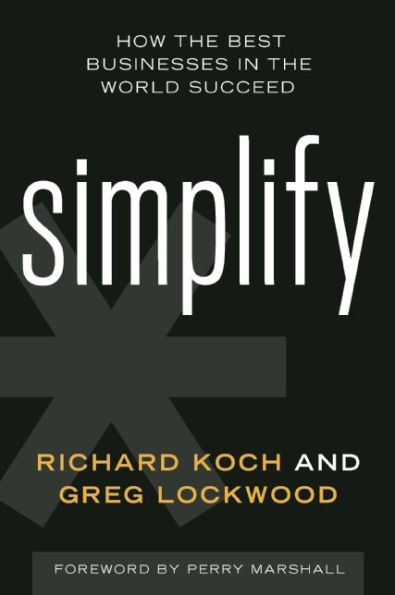 HOW THE BEST
BUSINESSES IN THE
WORLD SUCCEED
simplify
RICHARD KOCH AND
GREG LOCKWOOD
FOREWORD BY PERRY MARSHALL